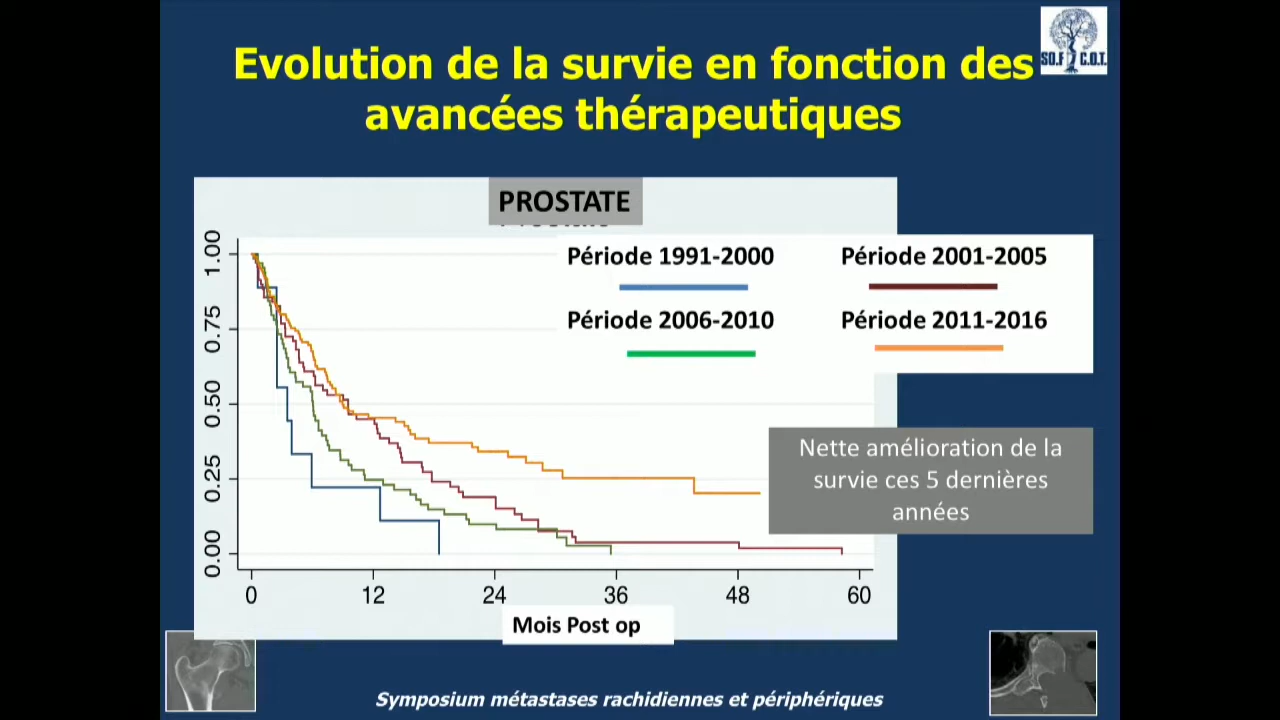 SO.F.C.O.T.
Evolution de la survie en fonction des
avancées thérapeutiques
PROSTATE
Période 1991-2000
Période 2001-2005
Période 2006-2010
Période 2011-2016
1.00
0.75
0.50
0.25
0.00
Nette amélioration de la
survie ces 5 dernières
années
0 12 24 36 48 60
Mois Post op
Symposium métastases rachidiennes et périphériques